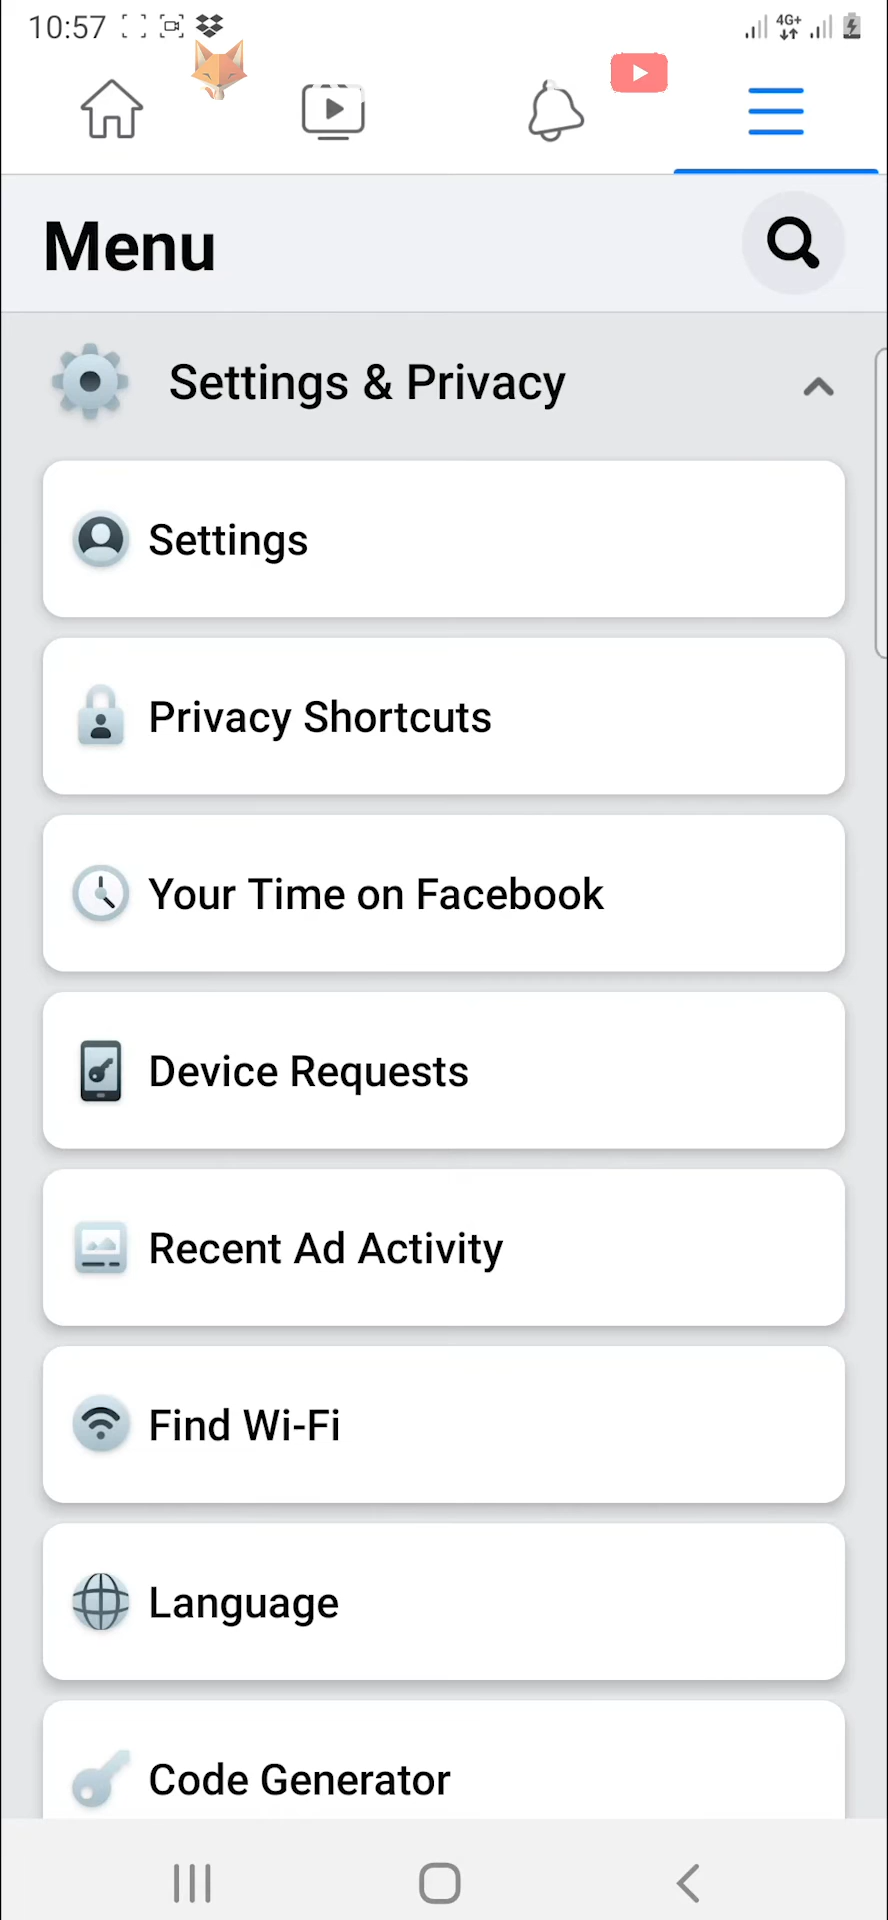 10:57
4G+
Menu
Settings & Privacy
Settings
Privacy Shortcuts
Your Time on Facebook
Device Requests
Recent Ad Activity
Find Wi-Fi
Language
Code Generator